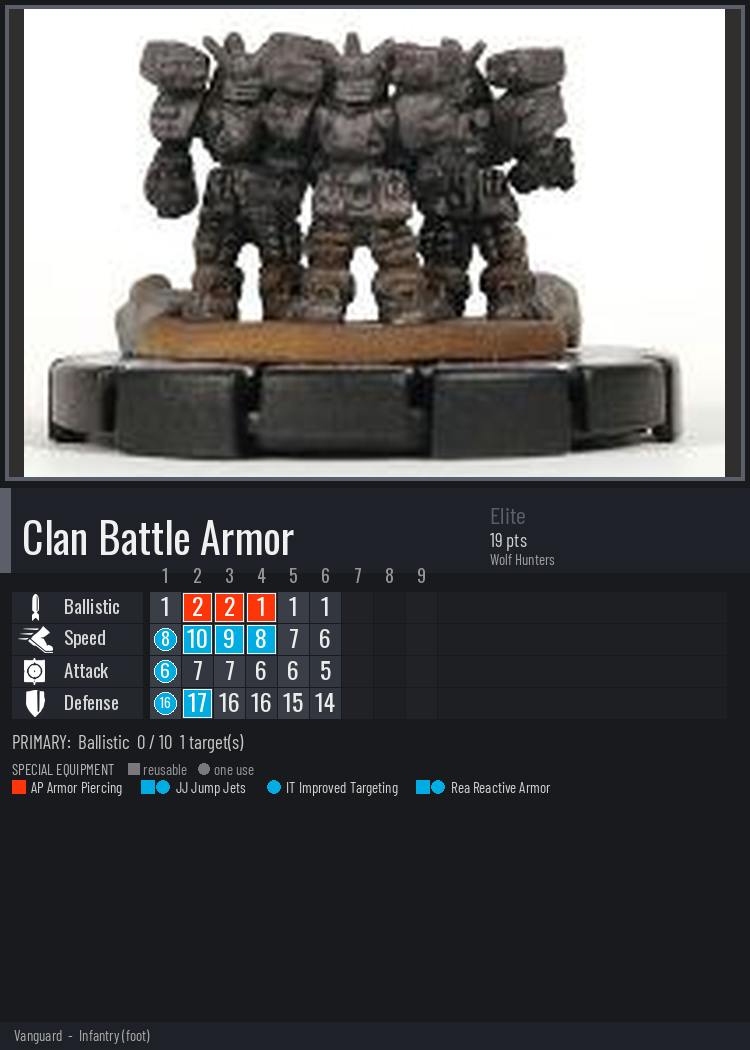 Clan Battle Armor
Elite
19 pts
Wolf Hunters
1 2 3 4 5 6 7 8 9
Ballistic 1 2 2 1 1 1
Speed 8 10 9 8 7 6
Attack 6 7 7 6 6 5
Defense 16 17 16 16 15 14
PRIMARY: Ballistic 0 / 10 1 target(s)
SPECIAL EQUIPMENT reusable one use
AP Armor Piercing JJ Jump Jets IT Improved Targeting Rea Reactive Armor
Vanguard - Infantry (foot)